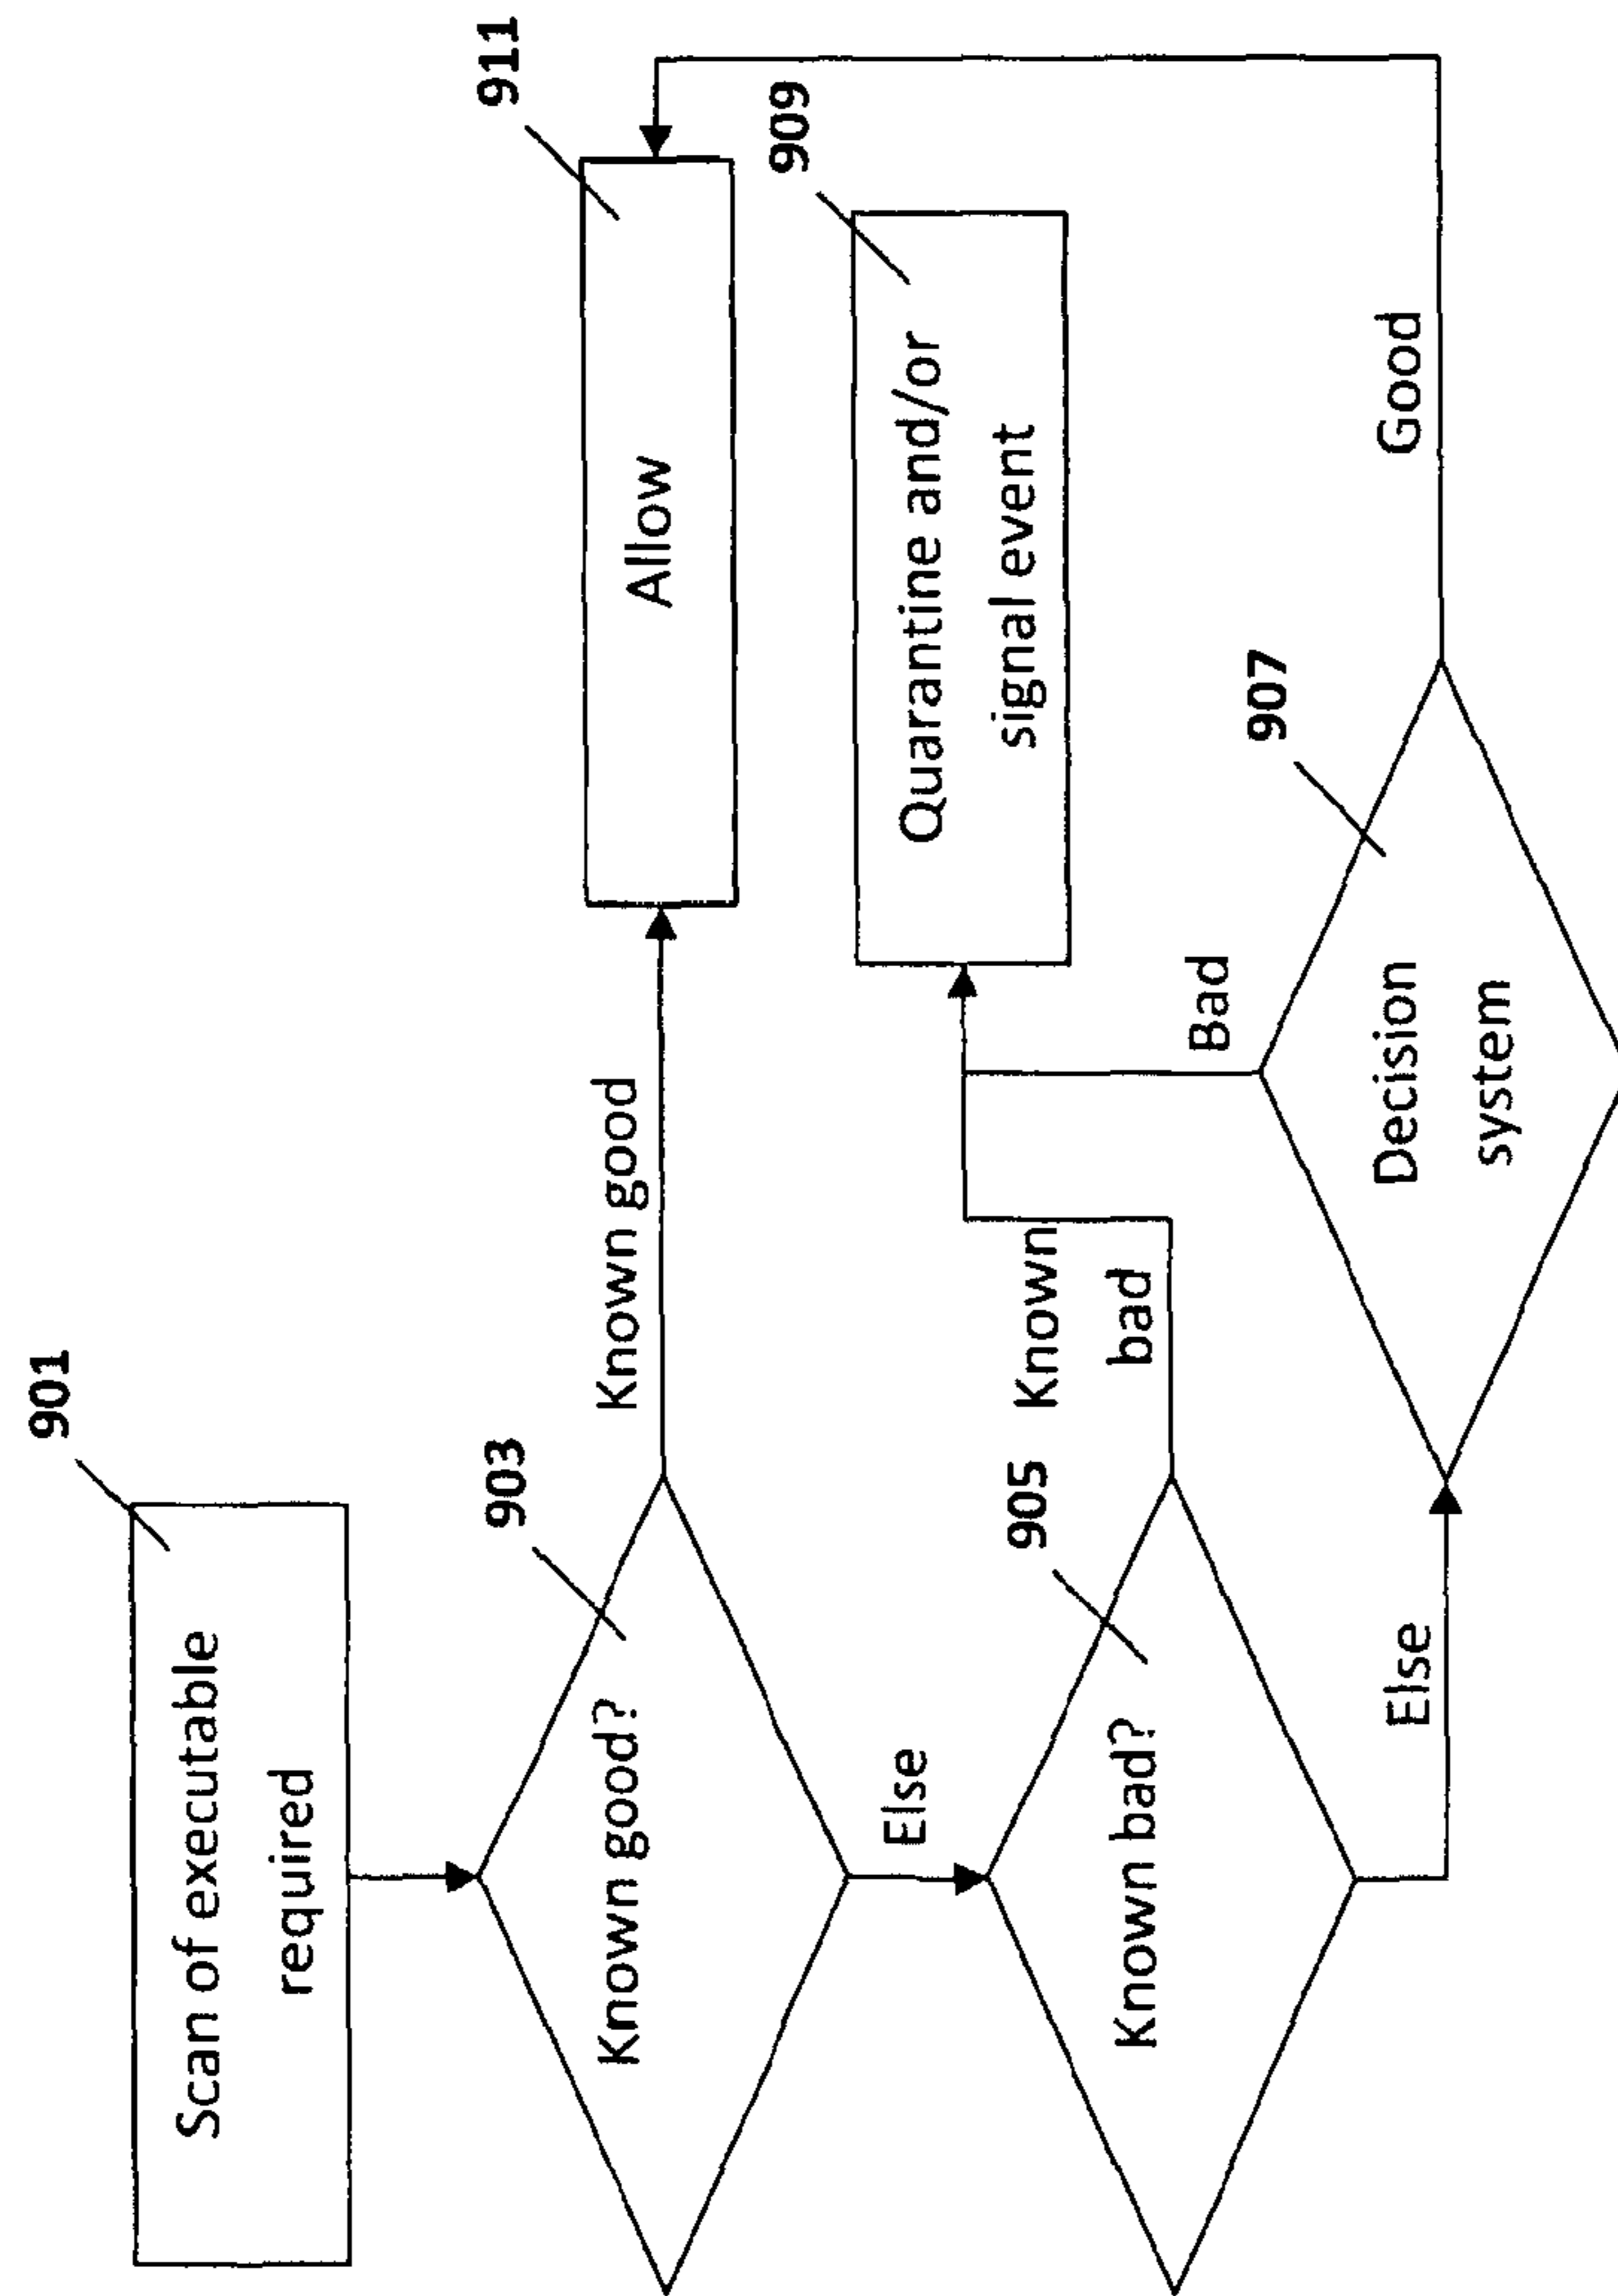 901
Scan of executable
required
903
Known good?
Known good
911
Allow
Else
905
Known bad?
Known
bad
909
Quarantine and/or
signal event
Else
907
Decision
system
Bad
Good